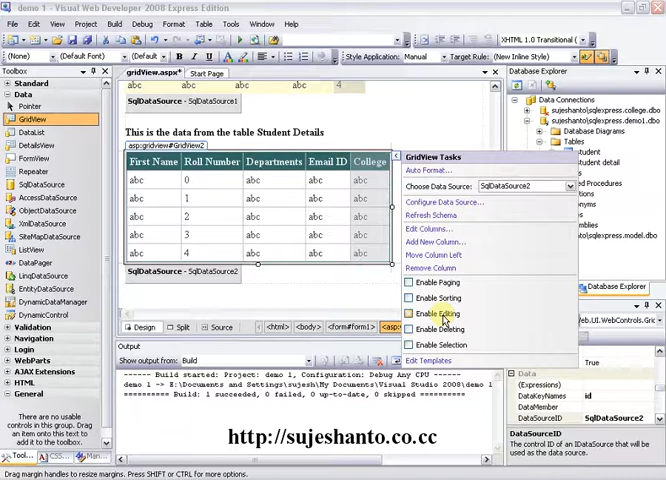 demo 1 - Visual Web Developer 2008 Express Edition
File Edit View Project Build Debug Format Table Tools Window Help
XHTML 1.0 Transitional (
(None) (Default Font) (Default Style Application: Manual Target Rule: (New Inline Style)
Toolbox
Standard
Data
Pointer
GridView
DataList
DetailsView
FormView
Repeater
SqlDataSource
AccessDataSource
ObjectDataSource
XmlDataSource
SiteMapDataSource
ListView
DataPager
LinqDataSource
EntityDataSource
DynamicDataManager
DynamicControl
Validation
Navigation
Login
WebParts
AJAX Extensions
HTML
General
There are no
usable controls
in this group. Drag
an item onto this
text to add it to
the toolbox.
Tool... CSS... Man...
gridView.aspx* Start Page
abc abc abc abc 4
SqlDataSource - SqlDataSource1
This is the data from the table Student Details
asp:gridview#GridView2
First Name Roll Number Departments Email ID College
abc 0 abc abc abc
abc 1 abc abc abc
abc 2 abc abc abc
abc 3 abc abc abc
abc 4 abc abc abc
SqlDataSource - SqlDataSource2
GridView Tasks
Auto Format...
Choose Data Source: SqlDataSource2
Configure Data Source...
Refresh Schema
Edit Columns...
Add New Column...
Move Column Left
Remove Column
Enable Paging
Enable Sorting
Enable Editing
Enable Deleting
Enable Selection
Edit Templates
Design Split Source <html> <body> <form#form1> <asp:
Output
Show output from: Build
------ Build started: Project: demo 1, Configuration: Debug Any CPU
demo 1 -> E:\Documents and Settings\sujesh\My Documents\Visual Studio 2008\
========== Build: 1 succeeded, 0 failed, 0 up-to-date, 0 skipped ==========
http://sujeshanto.co.cc
Database Explorer
Data Connections
sujeshanto\sqlexpress.college.dbo
sujeshanto\sqlexpress.demo1.dbo
Database Diagrams
Tables
student
student detail
Procedures
sujeshanto\sqlexpress.model.dbo
Database Explorer
True
Data
(Expressions)
DataKeyNames id
DataMember
DataSourceID SqlDataSource2
DataSourceID
The control ID of an IDataSource that will be
used as the data source.
Drag margin handles to resize margins. Press SHIFT or CTRL for more options.